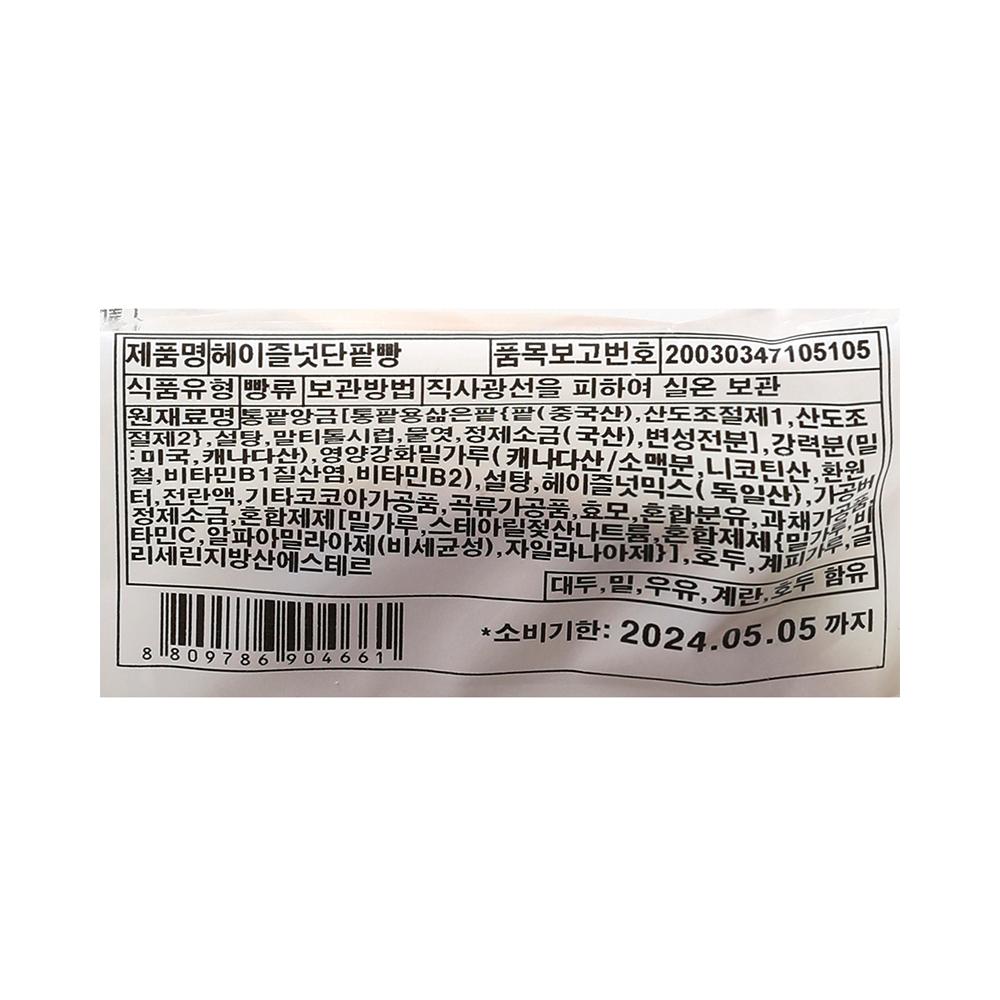 제품명 헤이즐넛단팥빵 품목보고번호 20030347105105
식품유형 빵류 보관방법 직사광선을 피하여 실온 보관
원재료명 통팥앙금[통팥용삶은팥{팥(중국산),산도조절제1,산도조
절제2},설탕,말티톨시럽,물엿,정제소금(국산),변성전분],강력분(밀
:미국,캐나다산),영양강화밀가루(캐나다산/소맥분,니코틴산,환원
철,비타민B1질산염,비타민B2),설탕,헤이즐넛믹스(독일산),가공버
터,전란액,기타코코아가공품,곡류가공품,효모,혼합분유,과채가공품,
정제소금,혼합제제[밀가루,스테아릴젖산나트륨,혼합제제{밀가루,비
타민C,알파아밀라아제(비세균성),자일라나아제}],호두,계피가루,글
리세린지방산에스테르
대두,밀,우유,계란,호두 함유
*소비기한: 2024.05.05 까지
8 809786 904661